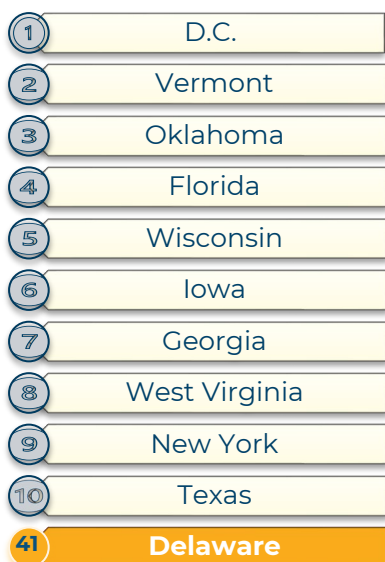 1 D.C.
2 Vermont
3 Oklahoma
4 Florida
5 Wisconsin
6 Iowa
7 Georgia
8 West Virginia
9 New York
10 Texas
41 Delaware